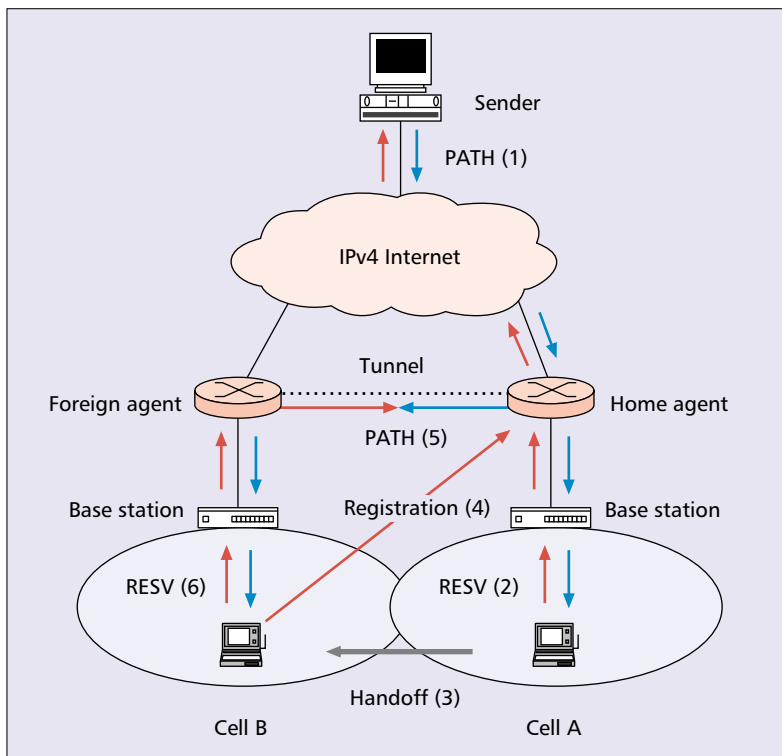 Sender
PATH (1)
IPv4 Internet
Tunnel
Foreign agent
Home agent
PATH (5)
Base station
Registration (4)
Base station
RESV (6)
RESV (2)
Handoff (3)
Cell B
Cell A